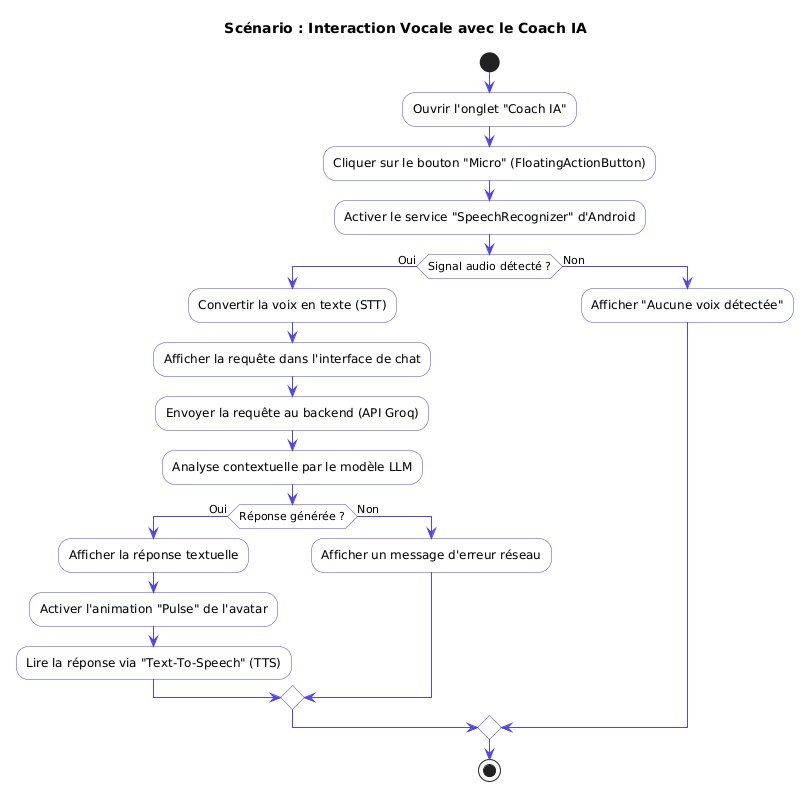 Scénario : Interaction Vocale avec le Coach IA
Ouvrir l'onglet "Coach IA"
Cliquer sur le bouton "Micro" (FloatingActionButton)
Activer le service "SpeechRecognizer" d'Android
Oui
Signal audio détecté ?
Non
Convertir la voix en texte (STT)
Afficher "Aucune voix détectée"
Afficher la requête dans l'interface de chat
Envoyer la requête au backend (API Groq)
Analyse contextuelle par le modèle LLM
Oui
Réponse générée ?
Non
Afficher la réponse textuelle
Afficher un message d'erreur réseau
Activer l'animation "Pulse" de l'avatar
Lire la réponse via "Text-To-Speech" (TTS)